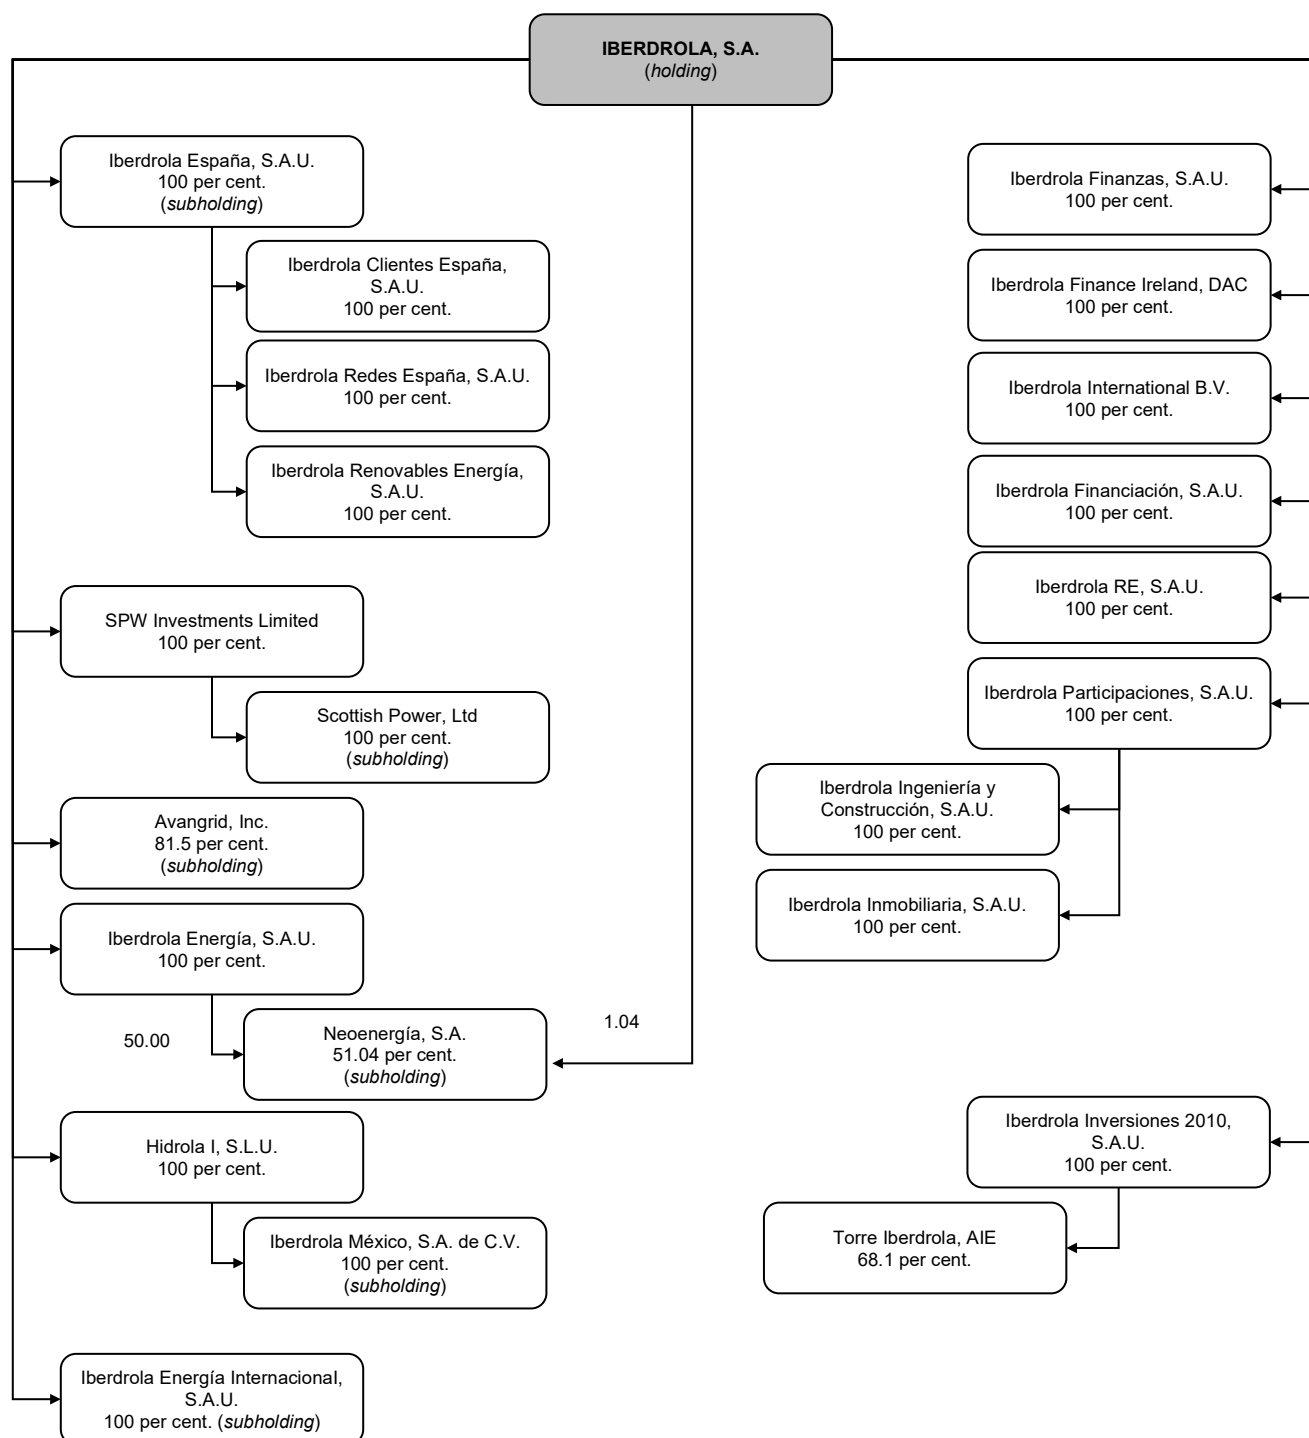 IBERDROLA, S.A.
(holding)
Iberdrola España, S.A.U.
100 per cent.
(subholding)
Iberdrola Clientes España,
S.A.U.
100 per cent.
Iberdrola Redes España, S.A.U.
100 per cent.
Iberdrola Renovables Energía,
S.A.U.
100 per cent.
SPW Investments Limited
100 per cent.
Scottish Power, Ltd
100 per cent.
(subholding)
Avangrid, Inc.
81.5 per cent.
(subholding)
Iberdrola Energía, S.A.U.
100 per cent.
50.00
Neoenergía, S.A.
51.04 per cent.
(subholding)
1.04
Hidrola I, S.L.U.
100 per cent.
Iberdrola México, S.A. de C.V.
100 per cent.
(subholding)
Iberdrola Energía Internacional,
S.A.U.
100 per cent. (subholding)
Iberdrola Finanzas, S.A.U.
100 per cent.
Iberdrola Finance Ireland, DAC
100 per cent.
Iberdrola International B.V.
100 per cent.
Iberdrola Financiación, S.A.U.
100 per cent.
Iberdrola RE, S.A.U.
100 per cent.
Iberdrola Participaciones, S.A.U.
100 per cent.
Iberdrola Ingeniería y
Construcción, S.A.U.
100 per cent.
Iberdrola Inmobiliaria, S.A.U.
100 per cent.
Iberdrola Inversiones 2010,
S.A.U.
100 per cent.
Torre Iberdrola, AIE
68.1 per cent.